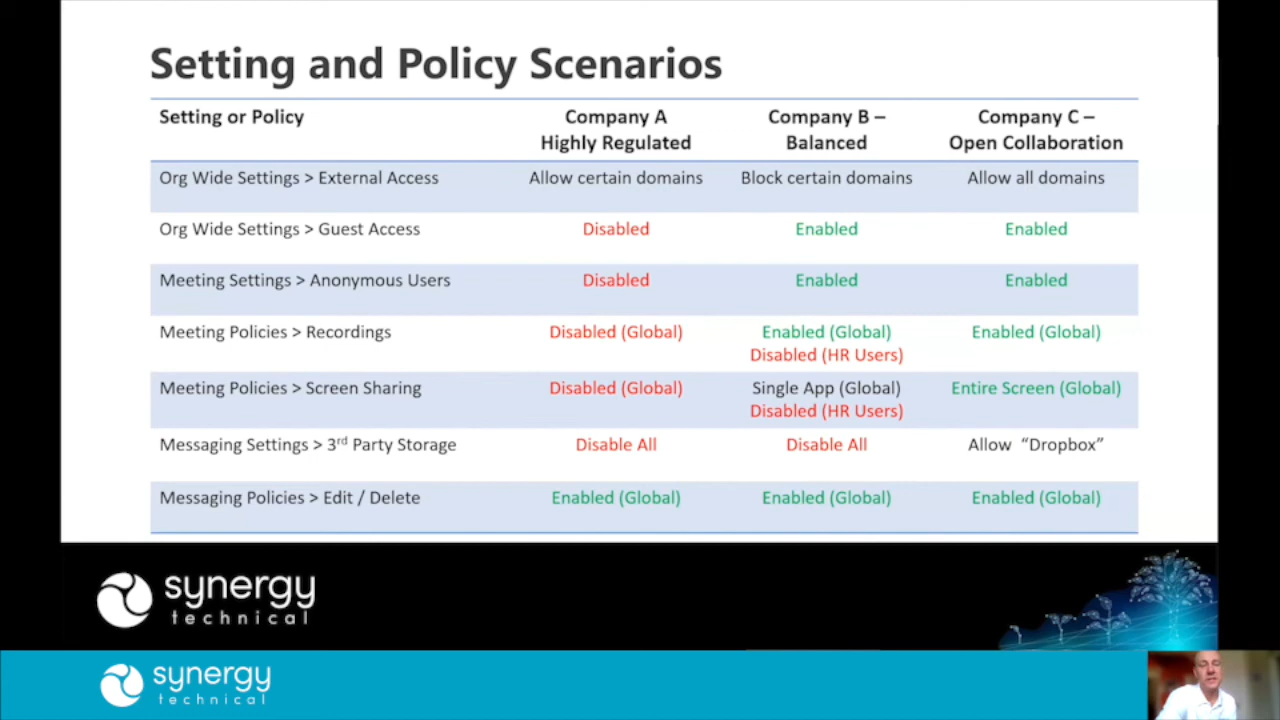 Setting and Policy Scenarios
Setting or Policy
Company A
Highly Regulated
Company B –
Balanced
Company C –
Open Collaboration
Org Wide Settings > External Access
Allow certain domains
Block certain domains
Allow all domains
Org Wide Settings > Guest Access
Disabled
Enabled
Enabled
Meeting Settings > Anonymous Users
Disabled
Enabled
Enabled
Meeting Policies > Recordings
Disabled (Global)
Enabled (Global)
Disabled (HR Users)
Enabled (Global)
Meeting Policies > Screen Sharing
Disabled (Global)
Single App (Global)
Disabled (HR Users)
Entire Screen (Global)
Messaging Settings > 3rd Party Storage
Disable All
Disable All
Allow “Dropbox”
Messaging Policies > Edit / Delete
Enabled (Global)
Enabled (Global)
Enabled (Global)
synergy
technical
synergy
technical